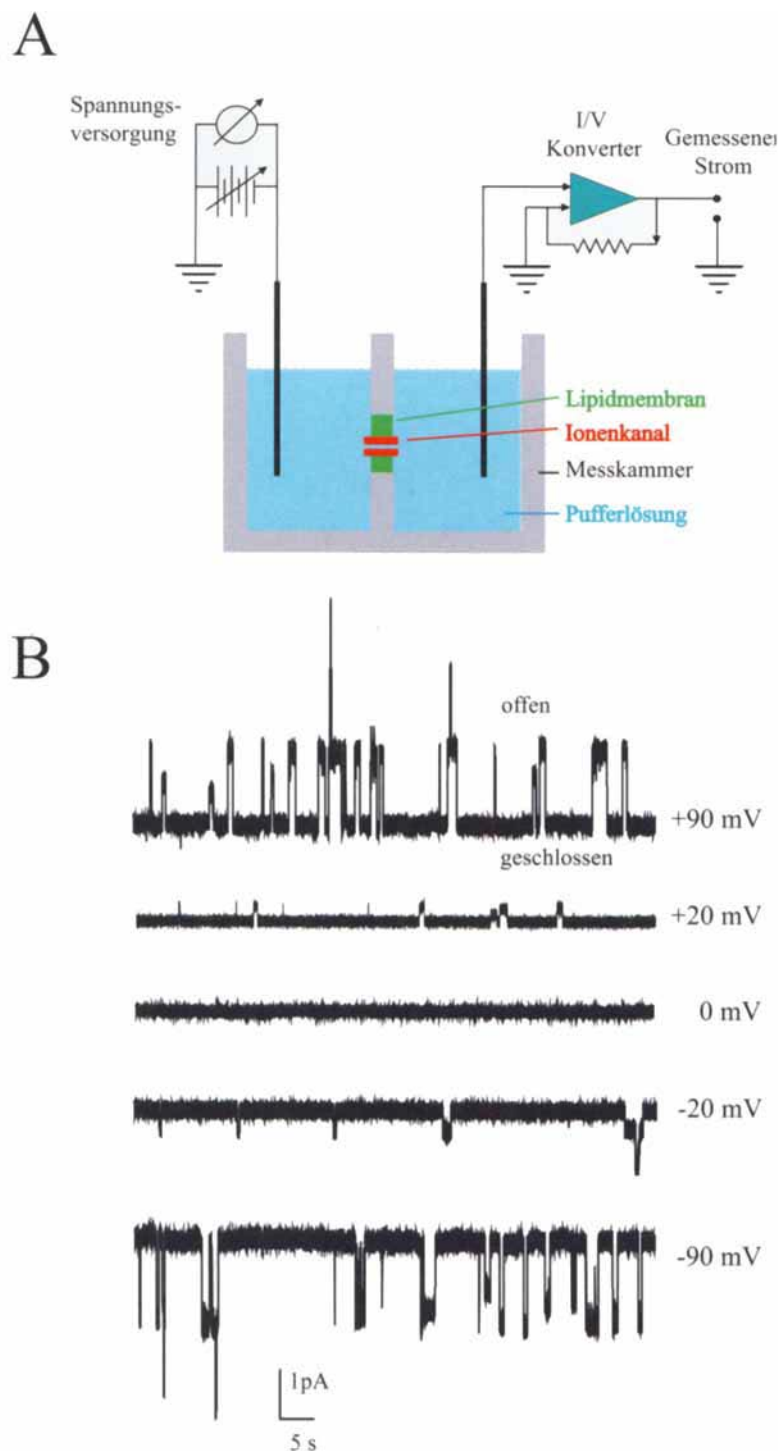 A
Spannungs-
versorgung
I/V
Konverter
Gemessener
Strom
Lipidmembran
Ionenkanal
Messkammer
Pufferlösung
B
offen
+90 mV
geschlossen
+20 mV
0 mV
-20 mV
-90 mV
1pA
5 s